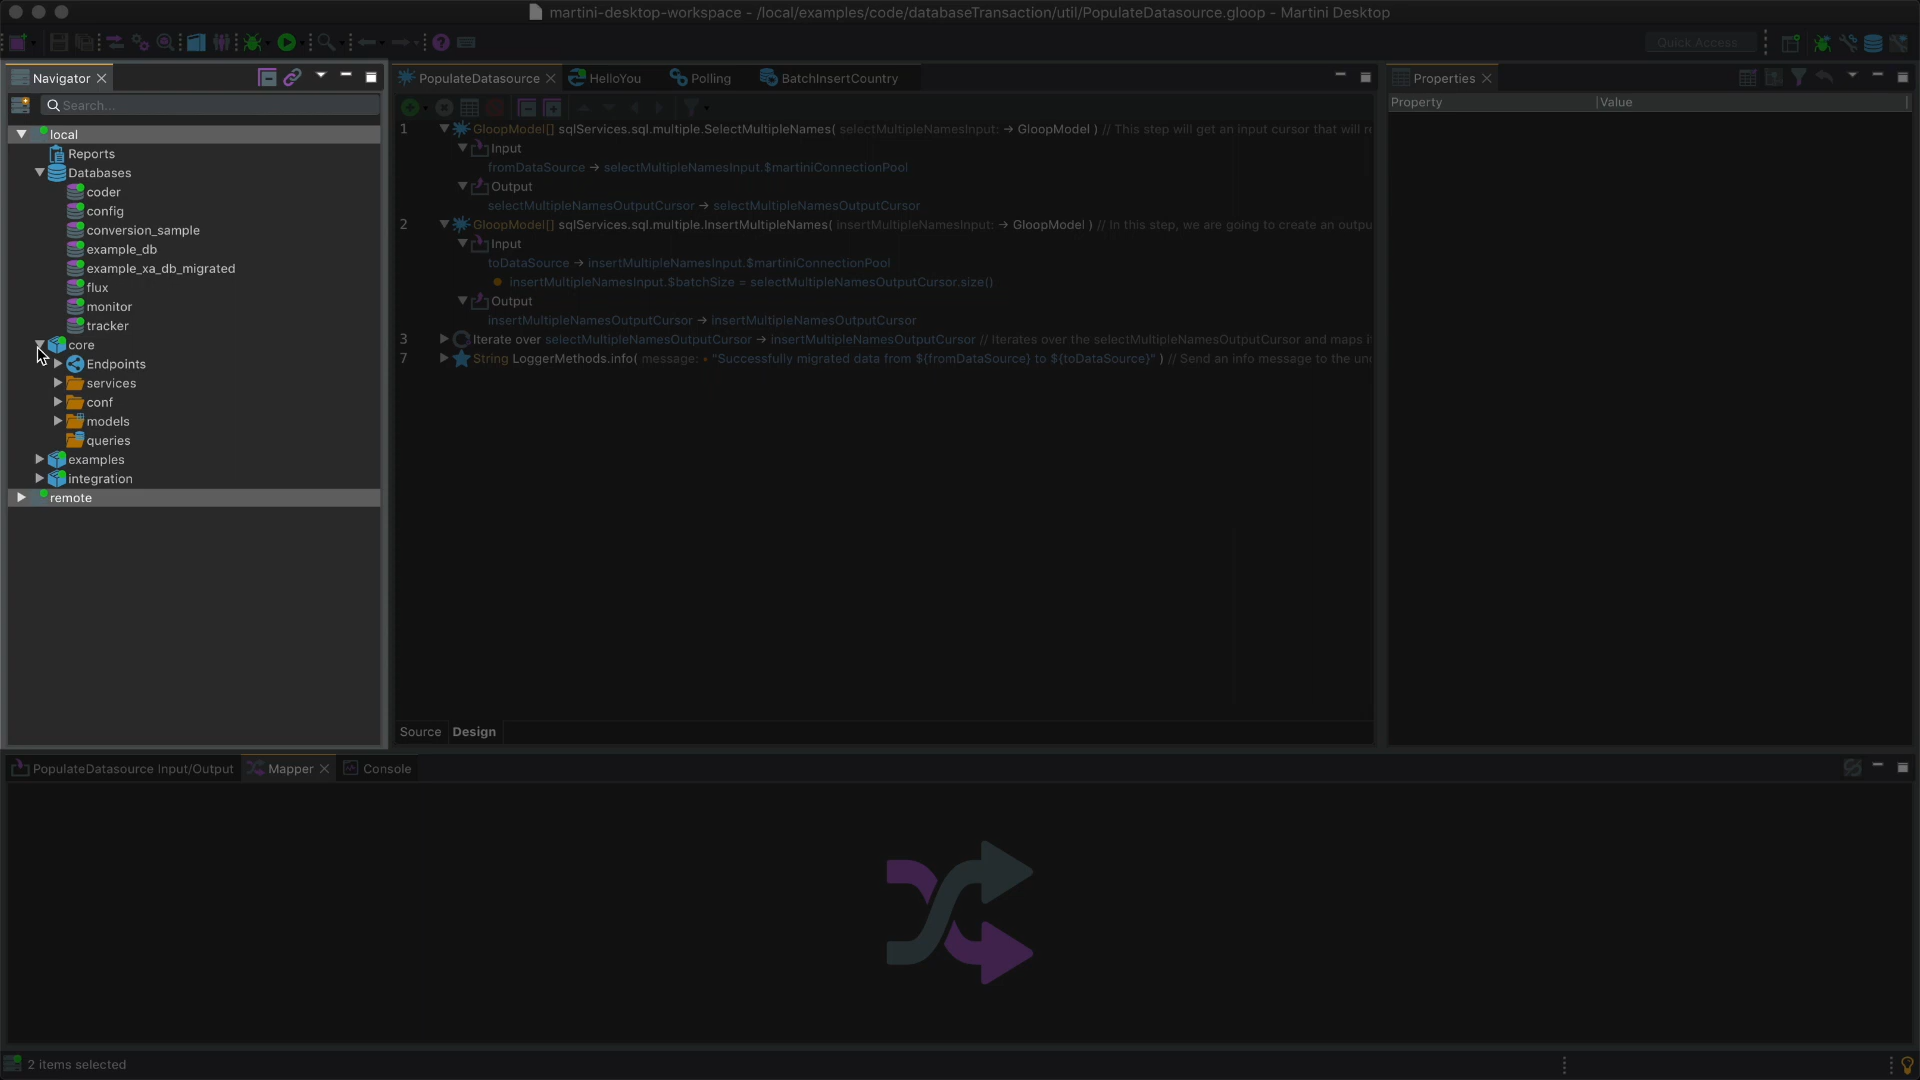 martini-desktop-workspace - /local/examples/code/databaseTransaction/util/PopulateDatasource.gloop - Martini Desktop
Quick Access
Navigator
Search...
local
Reports
Databases
coder
config
conversion_sample
example_db
example_xa_db_migrated
flux
monitor
tracker
core
Endpoints
services
conf
models
queries
examples
integration
remote
PopulateDatasource
HelloYou
Polling
BatchInsertCountry
1 GloopModel[] sqlServices.sql.multiple.SelectMultipleNames( selectMultipleNamesInput: → GloopModel ) // This step will get an input cursor that will re
Input
fromDataSource → selectMultipleNamesInput.$martiniConnectionPool
Output
selectMultipleNamesOutputCursor → selectMultipleNamesOutputCursor
2 GloopModel[] sqlServices.sql.multiple.InsertMultipleNames( insertMultipleNamesInput: → GloopModel ) // In this step, we are going to create an outpu
Input
toDataSource → insertMultipleNamesInput.$martiniConnectionPool
insertMultipleNamesInput.$batchSize = selectMultipleNamesOutputCursor.size()
Output
insertMultipleNamesOutputCursor → insertMultipleNamesOutputCursor
3 Iterate over selectMultipleNamesOutputCursor → insertMultipleNamesOutputCursor // Iterates over the selectMultipleNamesOutputCursor and maps i
7 String LoggerMethods.info( message: • "Successfully migrated data from ${fromDataSource} to ${toDataSource}" ) // Send an info message to the un
Source
Design
Properties
Property
Value
PopulateDatasource Input/Output
Mapper
Console
2 items selected